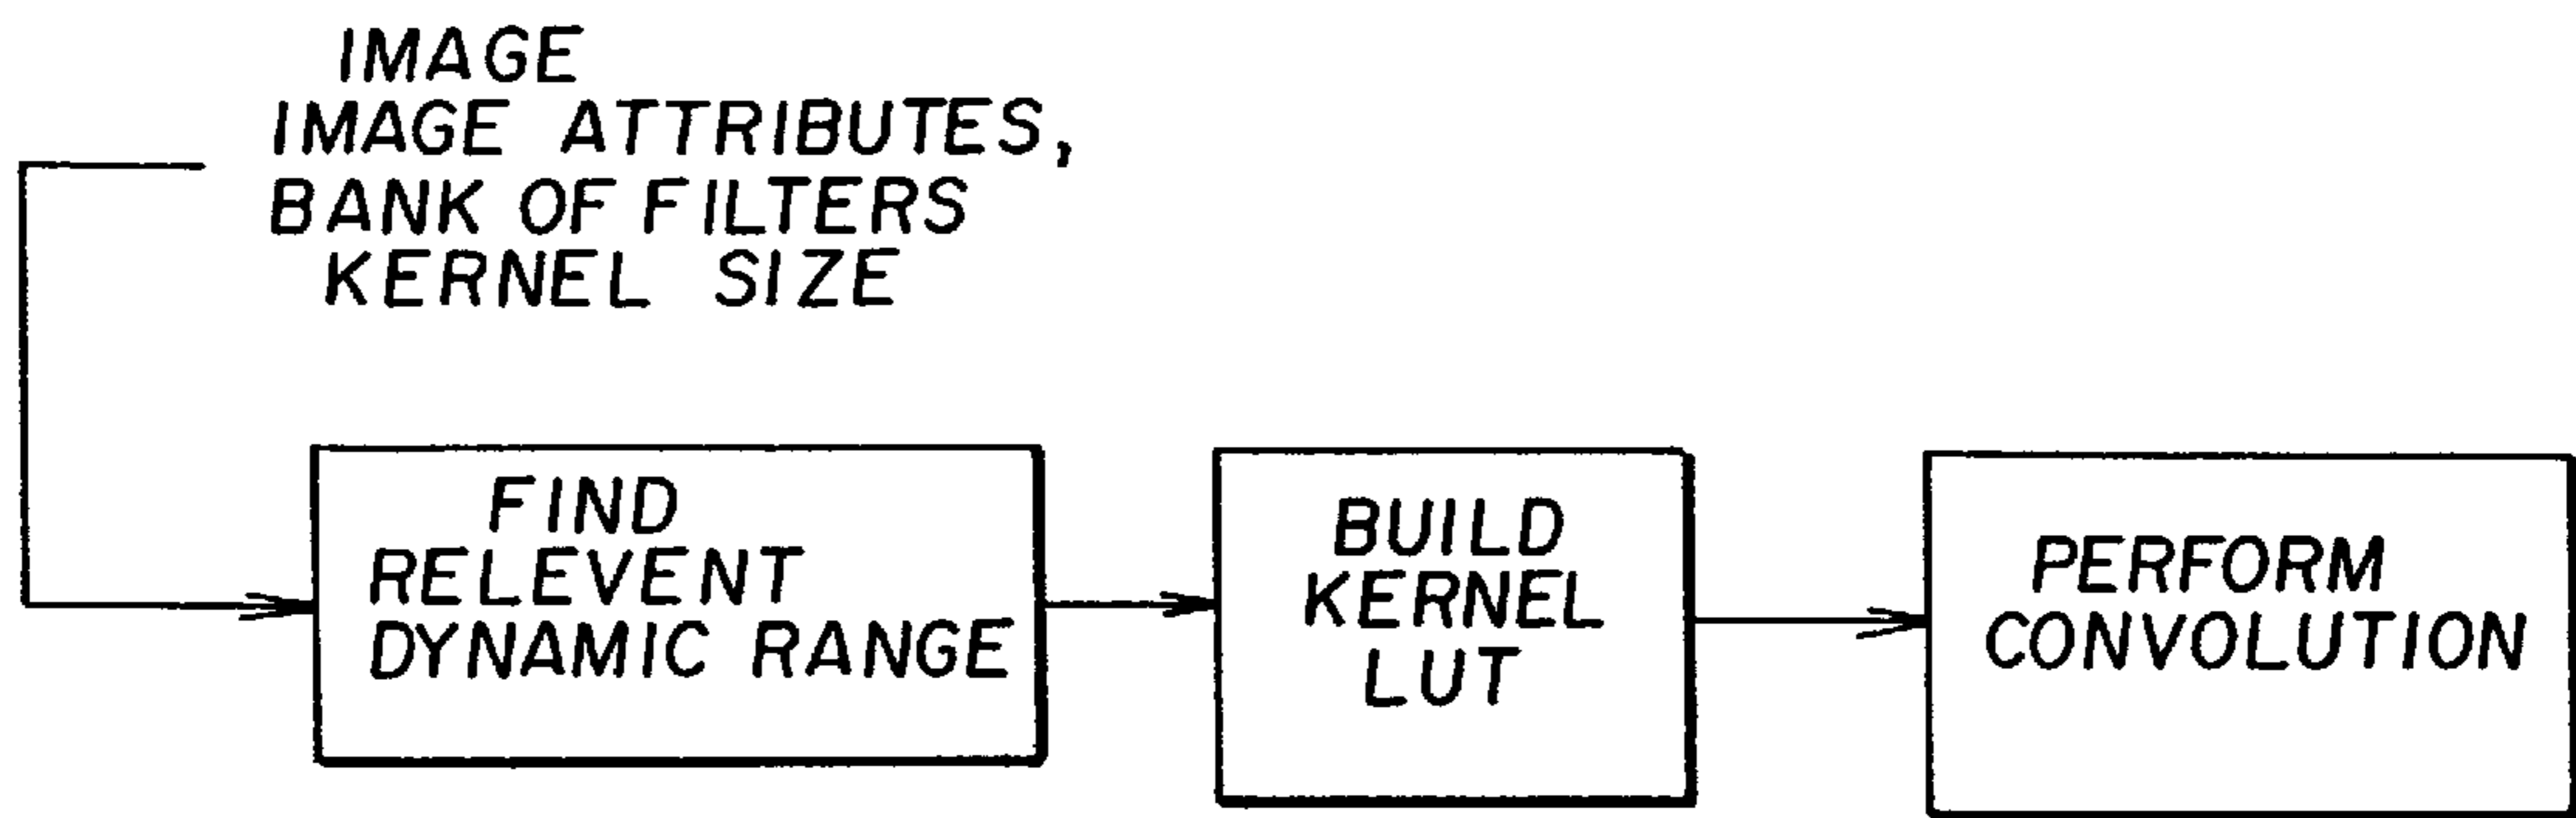 IMAGE
IMAGE ATTRIBUTES,
BANK OF FILTERS
KERNEL SIZE
FIND
RELEVENT
DYNAMIC RANGE
BUILD
KERNEL
LUT
PERFORM
CONVOLUTION